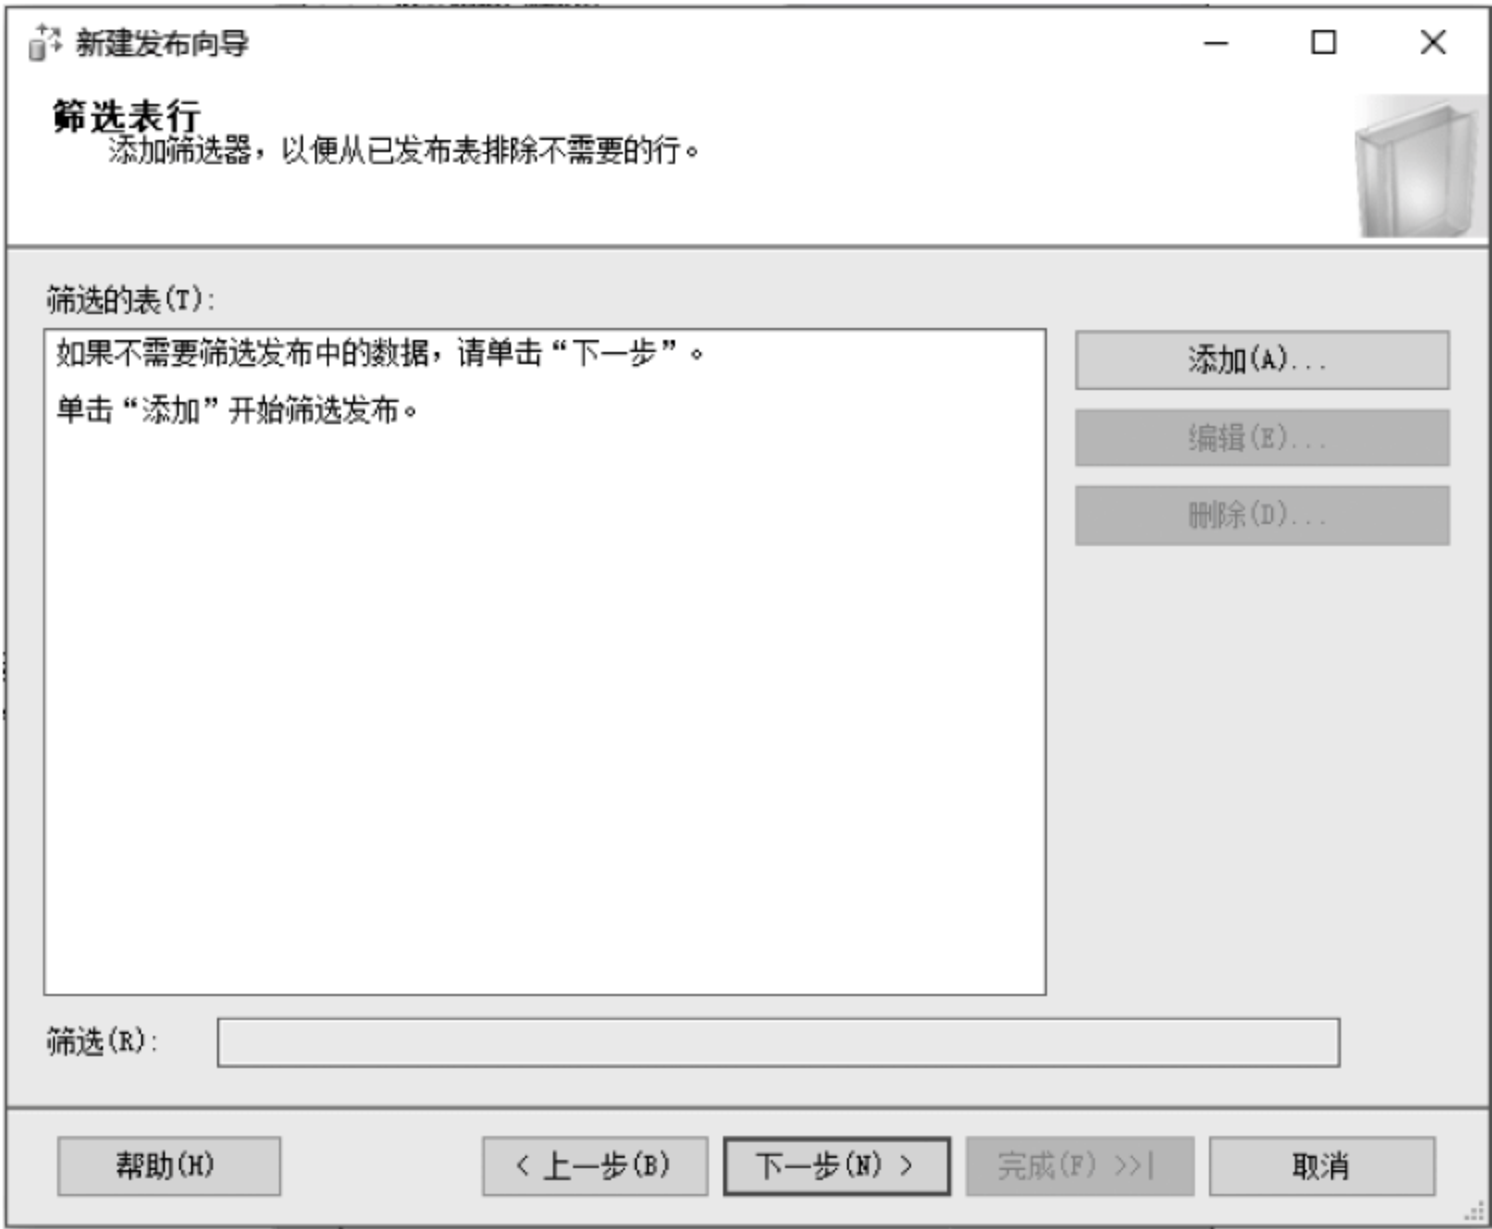 新建发布向导
筛选表行
添加筛选器，以便从已发布表排除不需要的行。
筛选的表(T):
如果不需要筛选发布中的数据，请单击“下一步”。
单击“添加”开始筛选发布。
添加(A)...
编辑(E)...
删除(D)...
筛选(R):
帮助(H)
< 上一步(B)
下一步(N) >
完成(F) >>|
取消